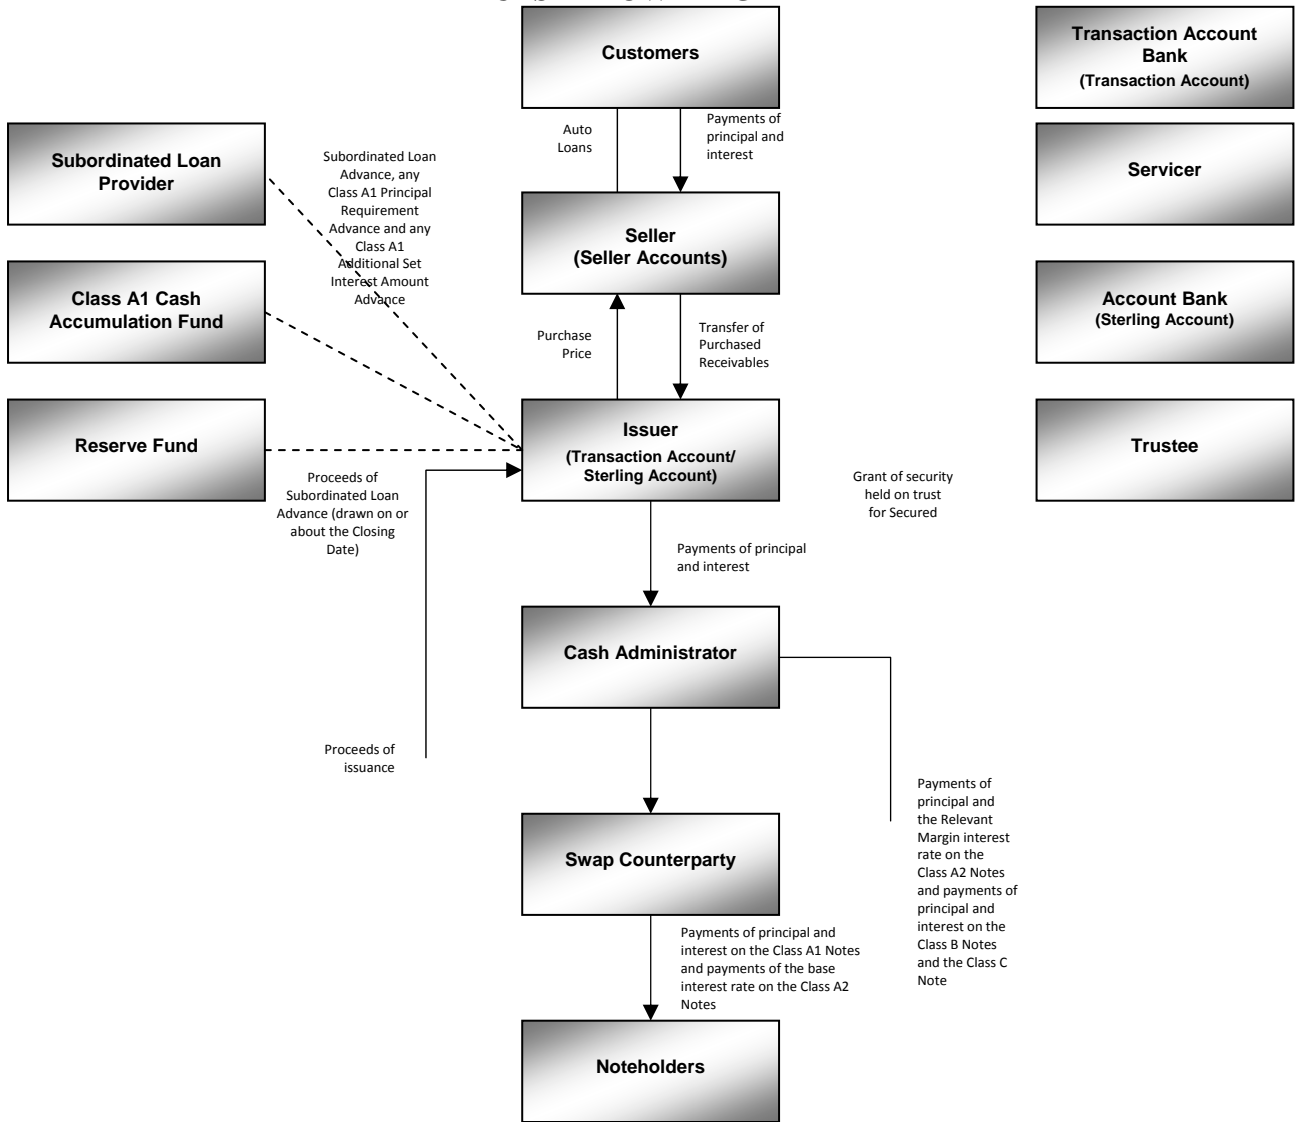 Customers
Transaction Account
Bank
(Transaction Account)
Auto
Loans
Payments of
principal and
interest
Subordinated Loan
Provider
Subordinated Loan
Advance, any
Class A1 Principal
Requirement
Advance and any
Class A1
Additional Set
Interest Amount
Advance
Servicer
Seller
(Seller Accounts)
Class A1 Cash
Accumulation Fund
Account Bank
(Sterling Account)
Purchase
Price
Transfer of
Purchased
Receivables
Reserve Fund
Issuer
(Transaction Account/
Sterling Account)
Trustee
Proceeds of
Subordinated Loan
Advance (drawn on or
about the Closing
Date)
Grant of security
held on trust
for Secured
Payments of principal
and interest
Cash Administrator
Proceeds of
issuance
Payments of
principal and
the Relevant
Margin interest
rate on the
Class A2 Notes
and payments of
principal and
interest on the
Class B Notes
and the Class C
Note
Swap Counterparty
Payments of principal and
interest on the Class A1 Notes
and payments of the base
interest rate on the Class A2
Notes
Noteholders